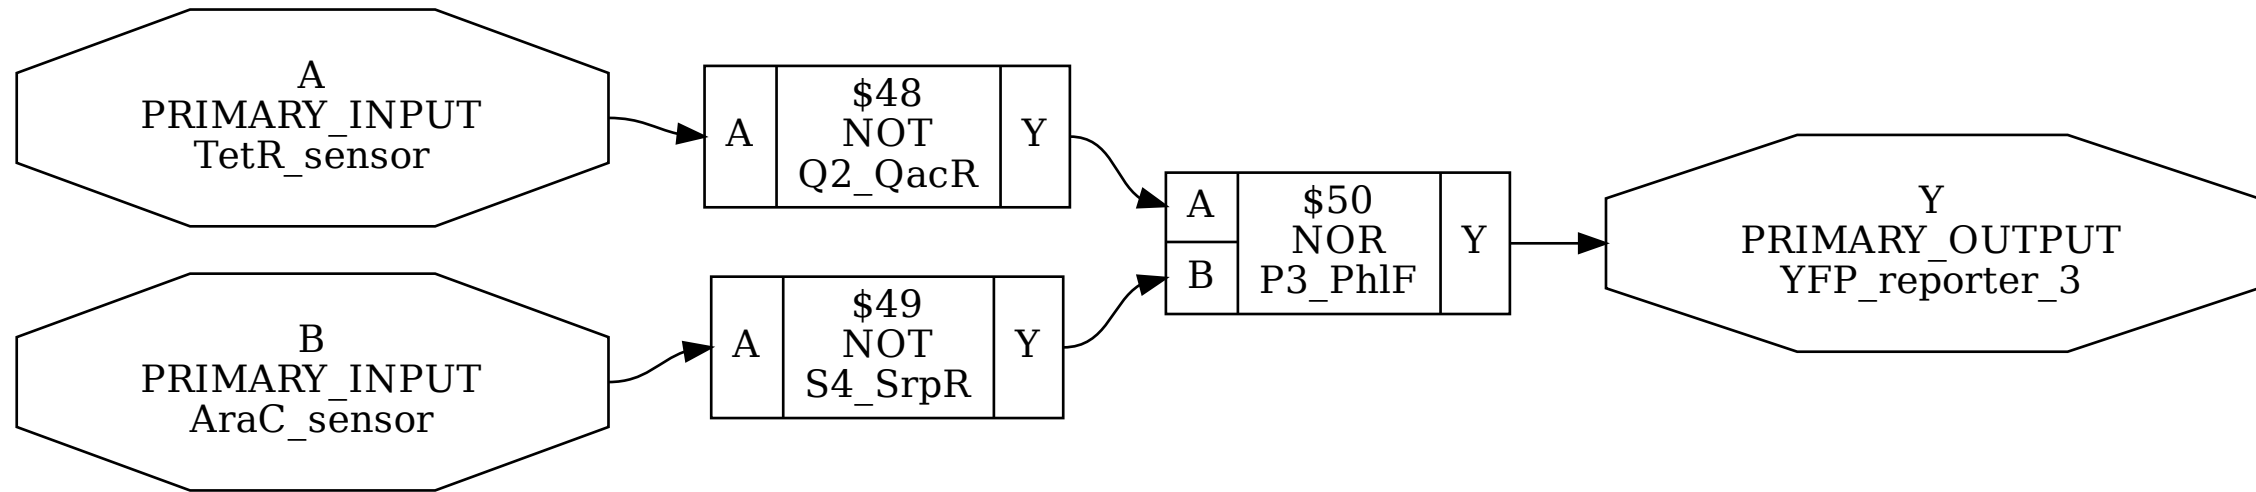 A
PRIMARY_INPUT
TetR_sensor
A
$48
NOT
Q2_QacR
Y
B
PRIMARY_INPUT
AraC_sensor
A
$49
NOT
S4_SrpR
Y
A
B
$50
NOR
P3_PhlF
Y
Y
PRIMARY_OUTPUT
YFP_reporter_3